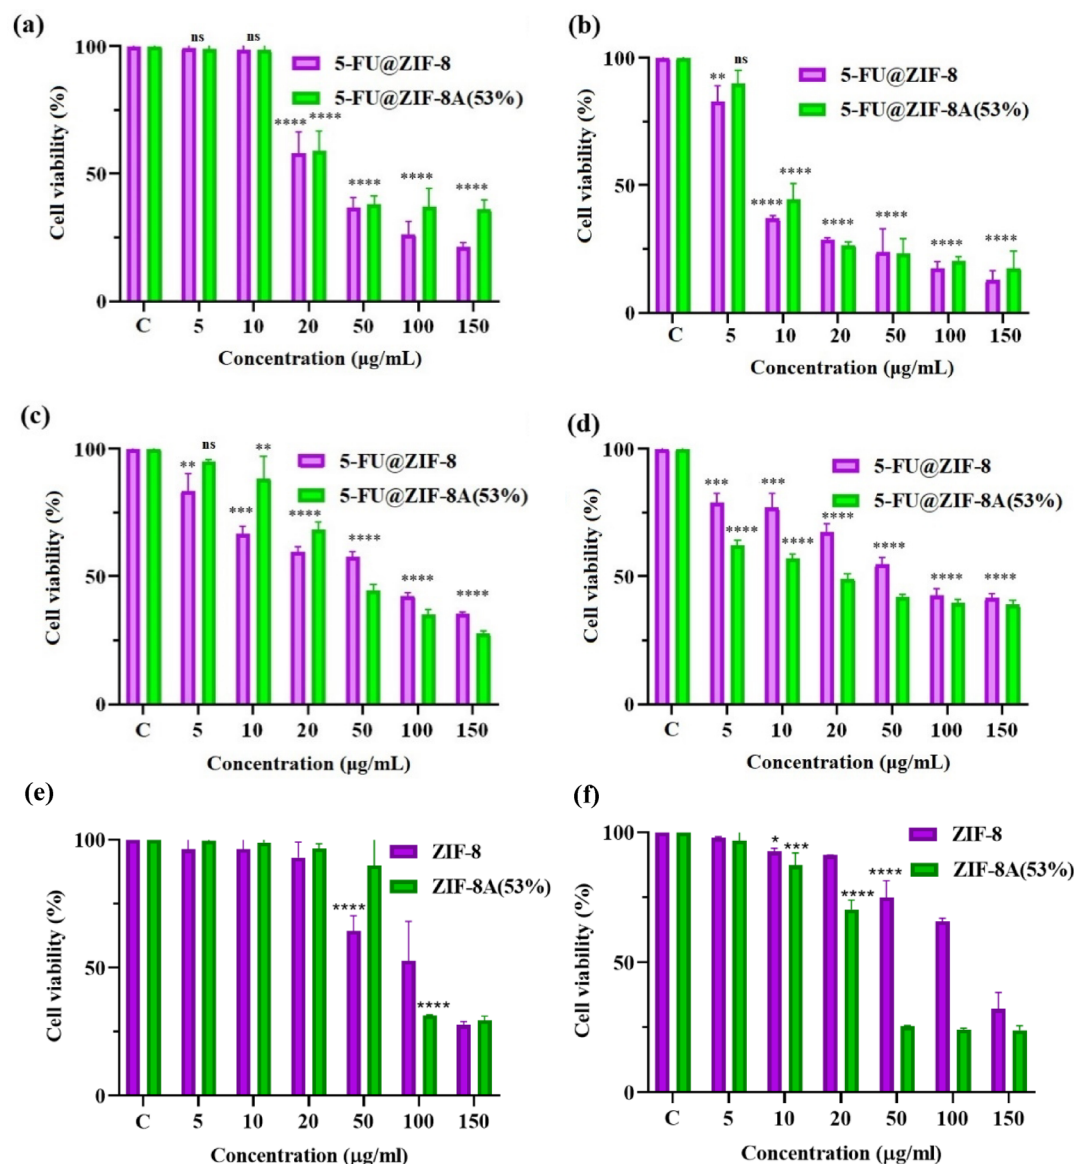 (a)
100
50
0
Cell viability (%)
ns
ns
5-FU@ZIF-8
5-FU@ZIF-8A(53%)
**** ****
****
****
****
C 5 10 20 50 100 150
Concentration (µg/mL)
(b)
100
50
0
Cell viability (%)
**
ns
5-FU@ZIF-8
5-FU@ZIF-8A(53%)
****
****
****
****
****
****
C 5 10 20 50 100 150
Concentration (µg/mL)
(c)
100
50
0
Cell viability (%)
**
ns
**
5-FU@ZIF-8
5-FU@ZIF-8A(53%)
***
****
****
****
****
C 5 10 20 50 100 150
Concentration (µg/mL)
(d)
100
50
0
Cell viability (%)
5-FU@ZIF-8
5-FU@ZIF-8A(53%)
***
****
***
****
****
****
****
****
C 5 10 20 50 100 150
Concentration (µg/mL)
(e)
100
50
0
Cell viability (%)
ZIF-8
ZIF-8A(53%)
****
****
C 5 10 20 50 100 150
Concentration (µg/ml)
(f)
100
50
0
Cell viability (%)
ZIF-8
ZIF-8A(53%)
*
***
****
****
C 5 10 20 50 100 150
Concentration (µg/ml)